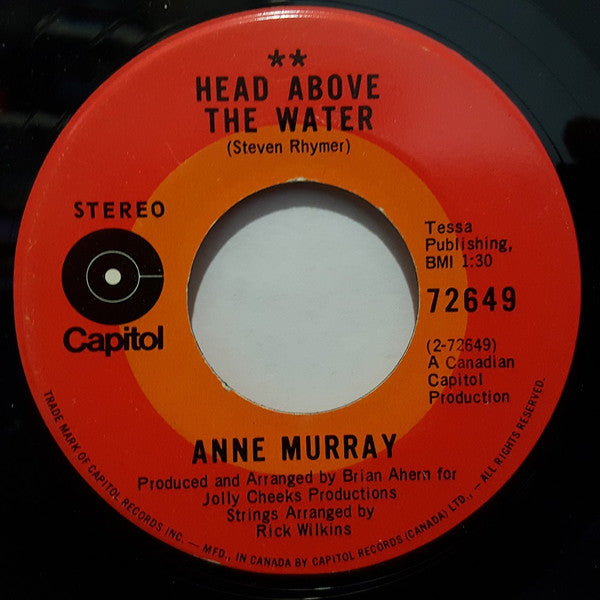 **
HEAD ABOVE
THE WATER
(Steven Rhymer)
STEREO
Capitol
Tessa
Publishing,
BMI 1:30
72649
(2-72649)
A Canadian
Capitol
Production
ANNE MURRAY
Produced and Arranged by Brian Ahern for
Jolly Cheeks Productions
Strings Arranged by
Rick Wilkins
TRADE MARK OF CAPITOL RECORDS INC. — MFD. IN CANADA BY CAPITOL RECORDS (CANADA) LTD., — ALL RIGHTS RESERVED.